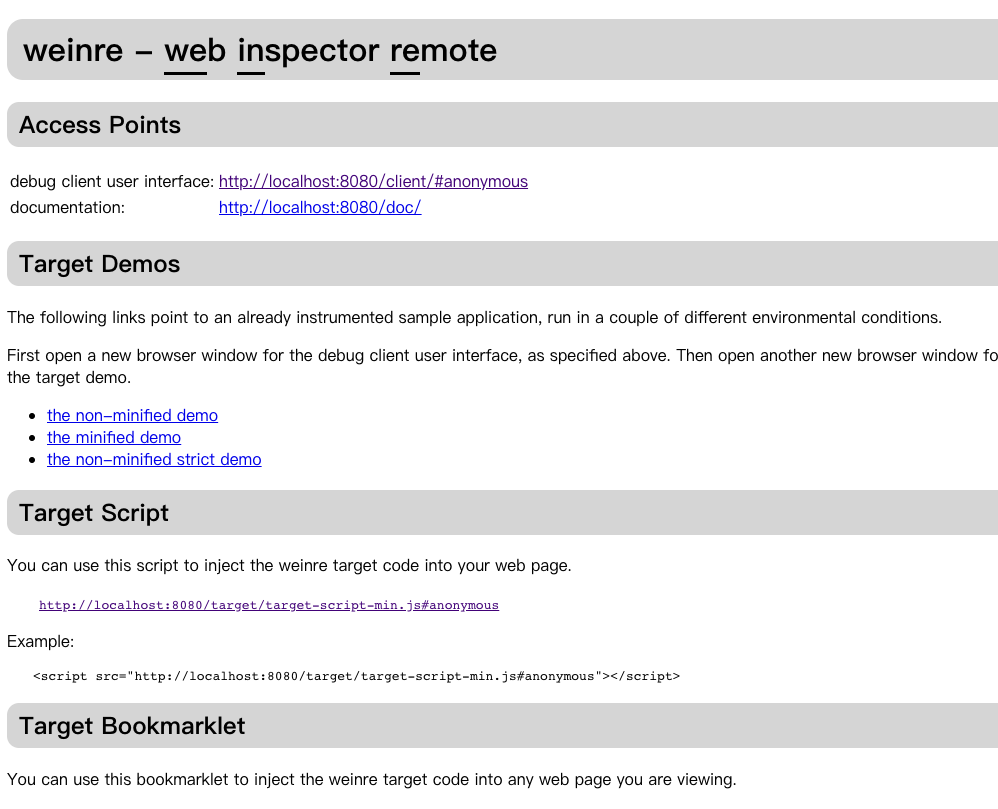 weinre – web inspector remote
Access Points
debug client user interface: http://localhost:8080/client/#anonymous
documentation: http://localhost:8080/doc/
Target Demos
The following links point to an already instrumented sample application, run in a couple of different environmental conditions.
First open a new browser window for the debug client user interface, as specified above. Then open another new browser window fo
the target demo.
• the non-minified demo
• the minified demo
• the non-minified strict demo
Target Script
You can use this script to inject the weinre target code into your web page.
http://localhost:8080/target/target-script-min.js#anonymous
Example:
<script src="http://localhost:8080/target/target-script-min.js#anonymous"></script>
Target Bookmarklet
You can use this bookmarklet to inject the weinre target code into any web page you are viewing.